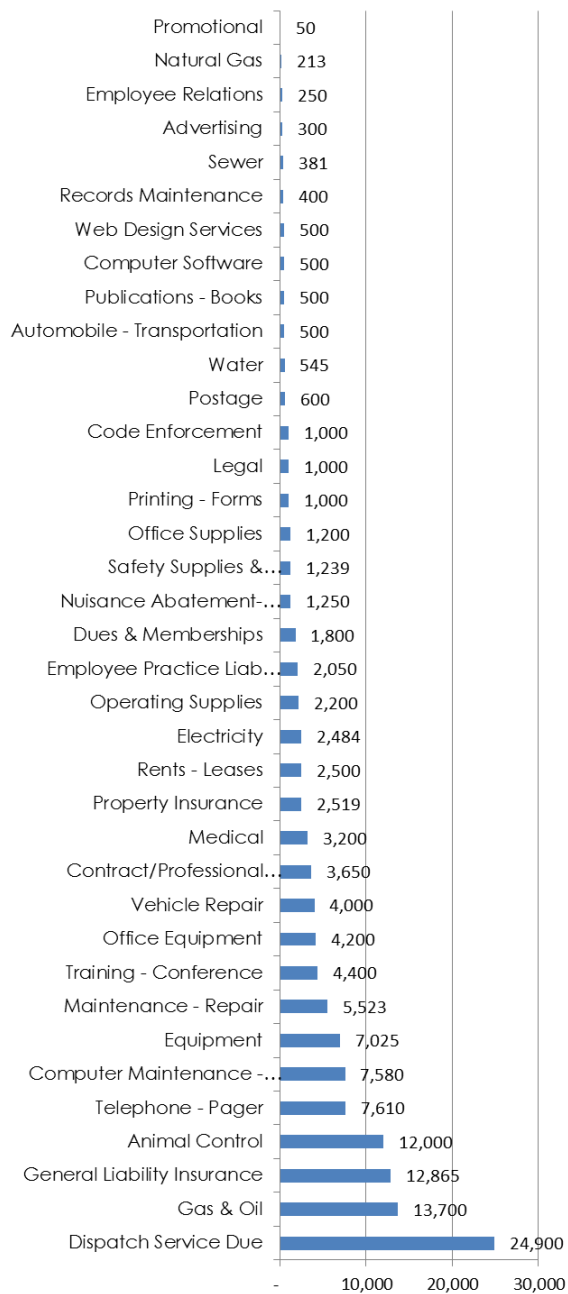 Promotional 50
Natural Gas 213
Employee Relations 250
Advertising 300
Sewer 381
Records Maintenance 400
Web Design Services 500
Computer Software 500
Publications - Books 500
Automobile - Transportation 500
Water 545
Postage 600
Code Enforcement 1,000
Legal 1,000
Printing - Forms 1,000
Office Supplies 1,200
Safety Supplies &... 1,239
Nuisance Abatement-... 1,250
Dues & Memberships 1,800
Employee Practice Liab... 2,050
Operating Supplies 2,200
Electricity 2,484
Rents - Leases 2,500
Property Insurance 2,519
Medical 3,200
Contract/Professional... 3,650
Vehicle Repair 4,000
Office Equipment 4,200
Training - Conference 4,400
Maintenance - Repair 5,523
Equipment 7,025
Computer Maintenance -... 7,580
Telephone - Pager 7,610
Animal Control 12,000
General Liability Insurance 12,865
Gas & Oil 13,700
Dispatch Service Due 24,900
- 10,000 20,000 30,000